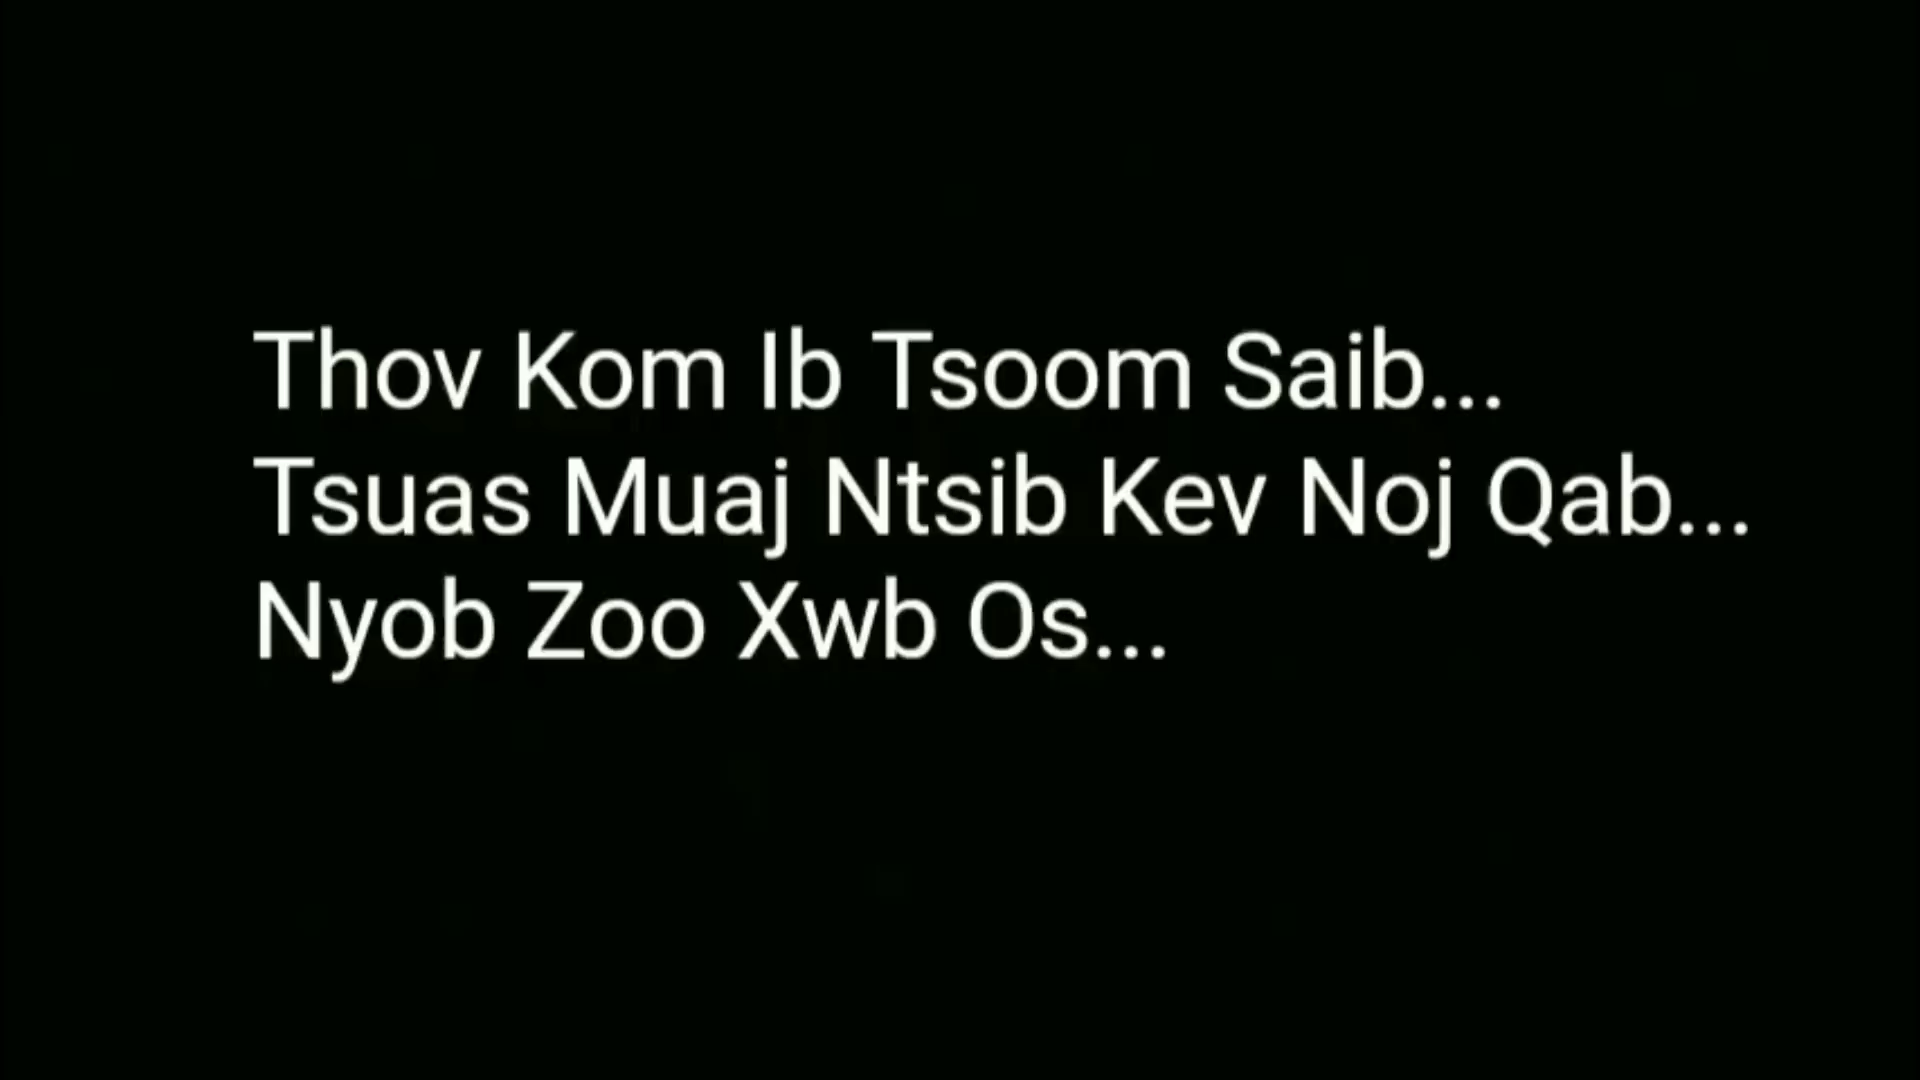 Thov Kom Ib Tsoom Saib...
Tsuas Muaj Ntsib Kev Noj Qab...
Nyob Zoo Xwb Os...